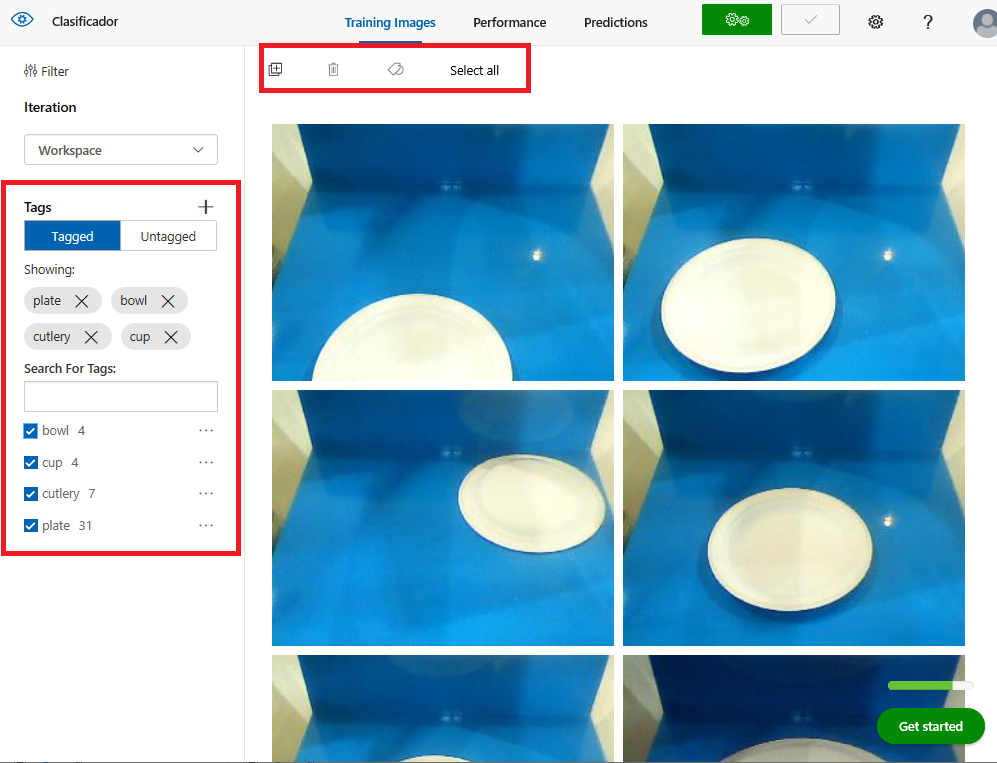 Clasificador Training Images Performance Predictions ?
Filter
Select all
Iteration
Workspace
Tags +
Tagged Untagged
Showing:
plate bowl
cutlery cup
Search For Tags:
bowl 4 ...
cup 4 ...
cutlery 7 ...
plate 31 ...
Get started